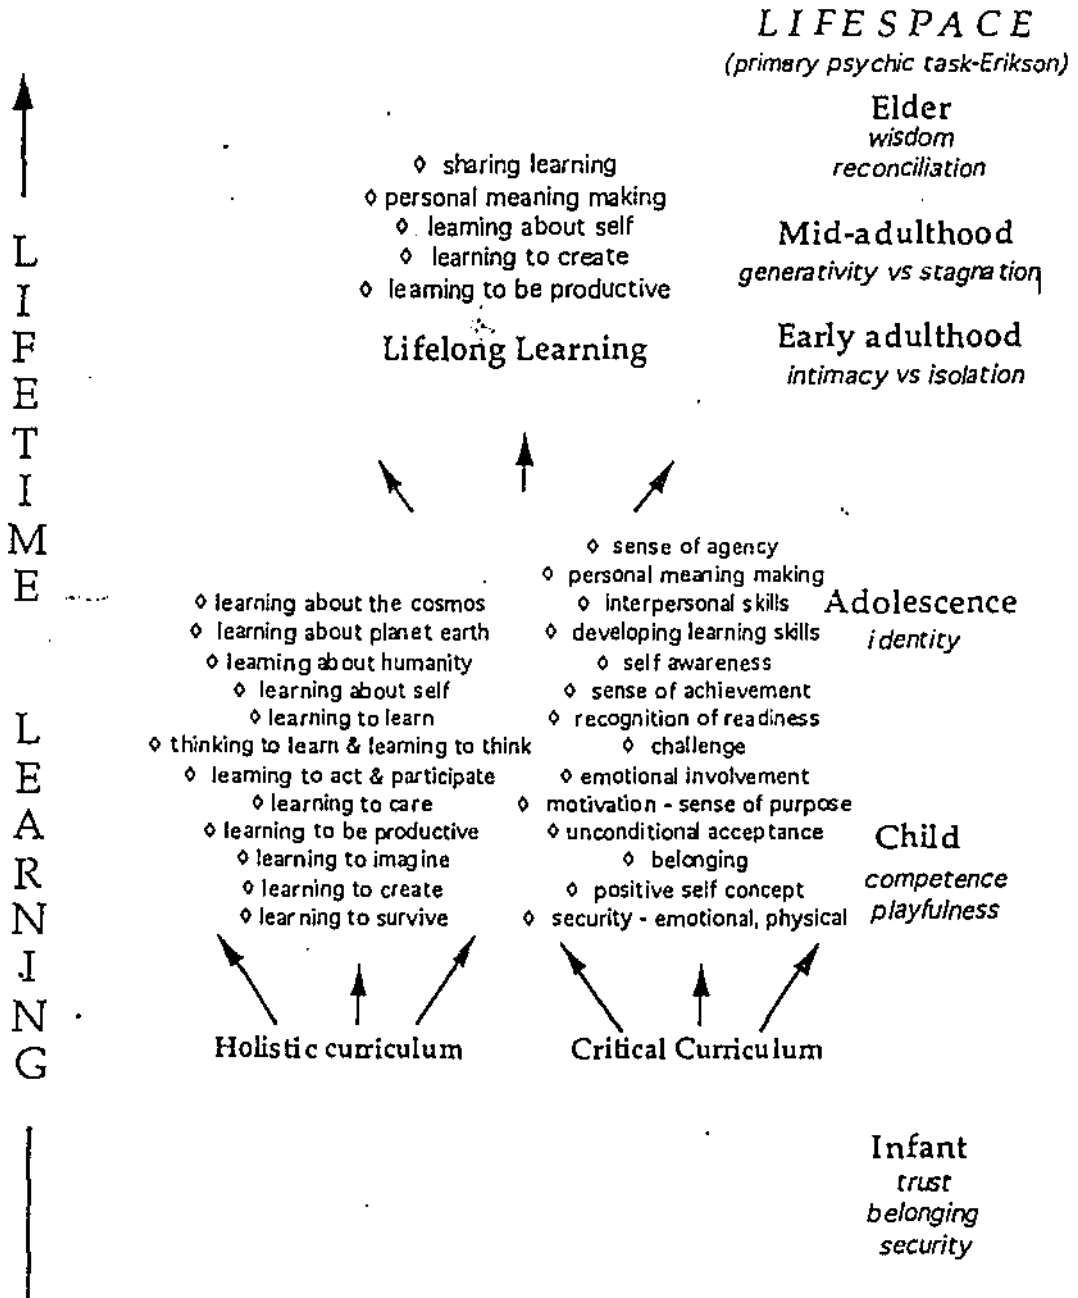 LIFESPACE
(primary psychic task-Erikson)
Elder
wisdom
reconciliation
◊ sharing learning
◊ personal meaning making
◊ learning about self
◊ learning to create
◊ learning to be productive
Lifelong Learning
Mid-adulthood
generativity vs stagnation
Early adulthood
intimacy vs isolation
LIFETIME LEARNING
◊ learning about the cosmos
◊ learning about planet earth
◊ learning about humanity
◊ learning about self
◊ learning to learn
◊ thinking to learn & learning to think
◊ learning to act & participate
◊ learning to care
◊ learning to be productive
◊ learning to imagine
◊ learning to create
◊ learning to survive
Holistic curriculum
◊ sense of agency
◊ personal meaning making
◊ interpersonal skills
◊ developing learning skills
◊ self awareness
◊ sense of achievement
◊ recognition of readiness
◊ challenge
◊ emotional involvement
◊ motivation - sense of purpose
◊ unconditional acceptance
◊ belonging
◊ positive self concept
◊ security - emotional, physical
Critical Curriculum
Adolescence
identity
Child
competence
playfulness
Infant
trust
belonging
security